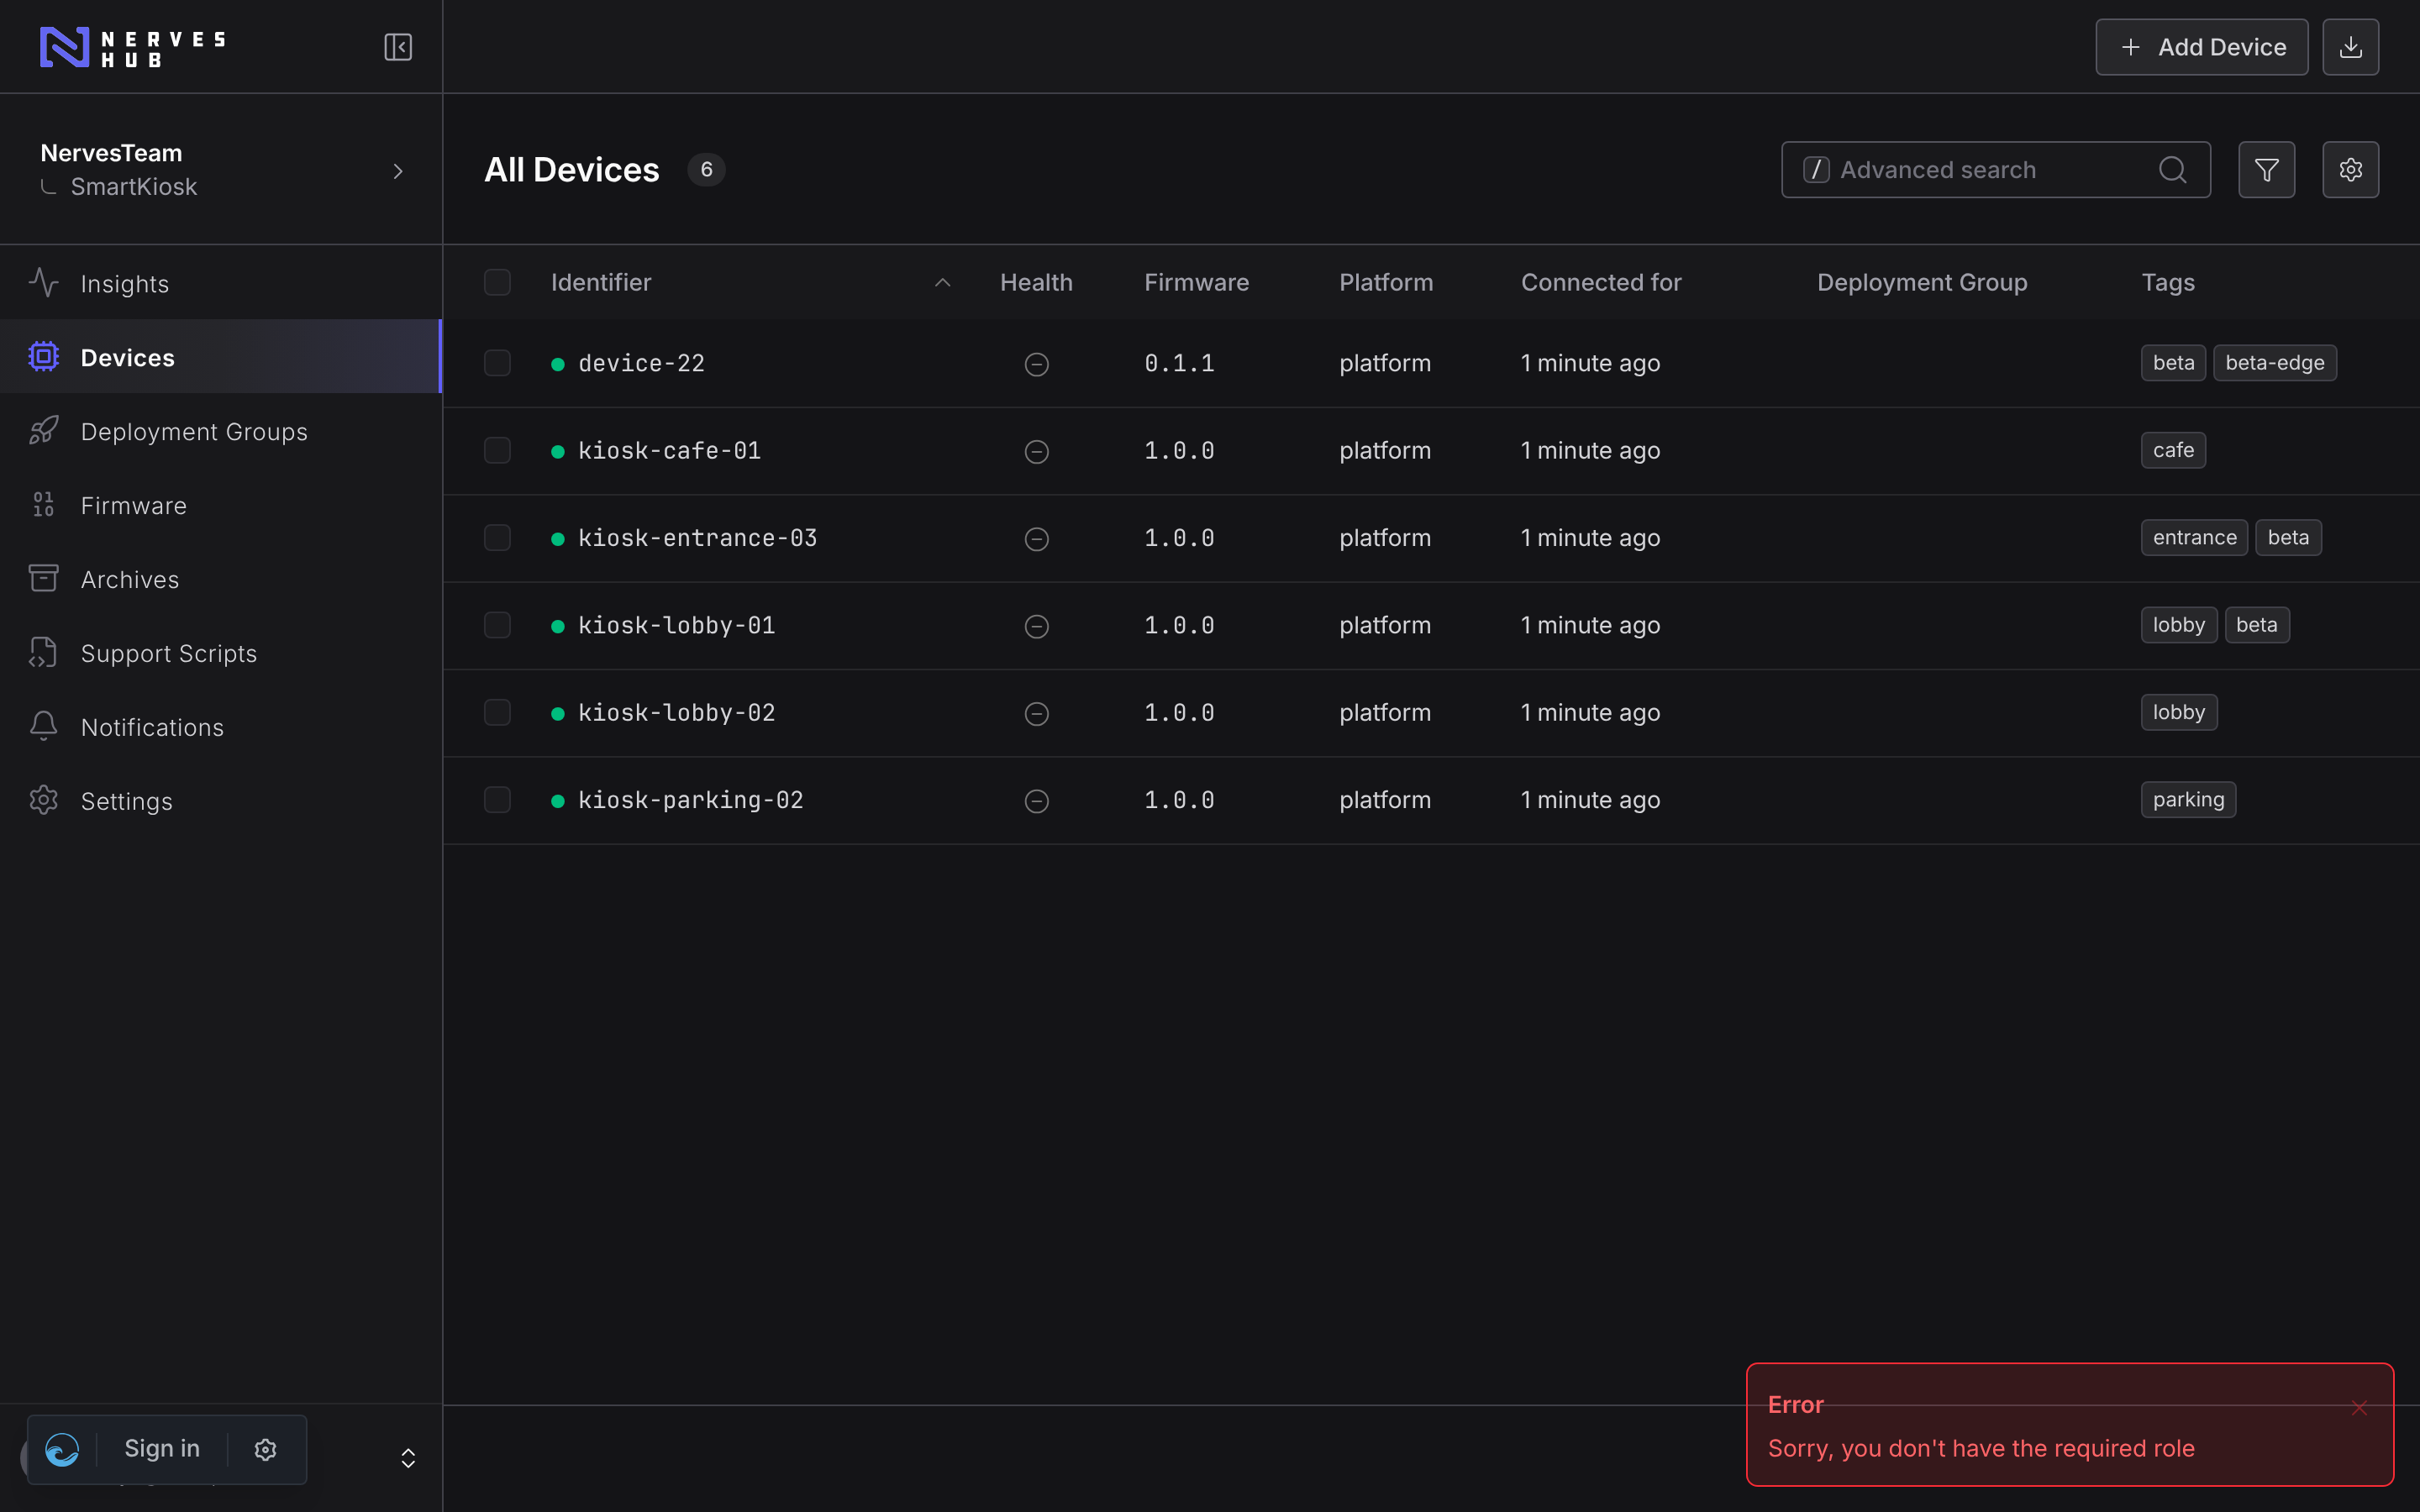 NERVES
HUB
Add Device
NervesTeam
SmartKiosk
All Devices 6
/ Advanced search
Insights
Devices
Deployment Groups
Firmware
Archives
Support Scripts
Notifications
Settings
Identifier Health Firmware Platform Connected for Deployment Group Tags
device-22 0.1.1 platform 1 minute ago beta beta-edge
kiosk-cafe-01 1.0.0 platform 1 minute ago cafe
kiosk-entrance-03 1.0.0 platform 1 minute ago entrance beta
kiosk-lobby-01 1.0.0 platform 1 minute ago lobby beta
kiosk-lobby-02 1.0.0 platform 1 minute ago lobby
kiosk-parking-02 1.0.0 platform 1 minute ago parking
Sign in
Error
Sorry, you don't have the required role